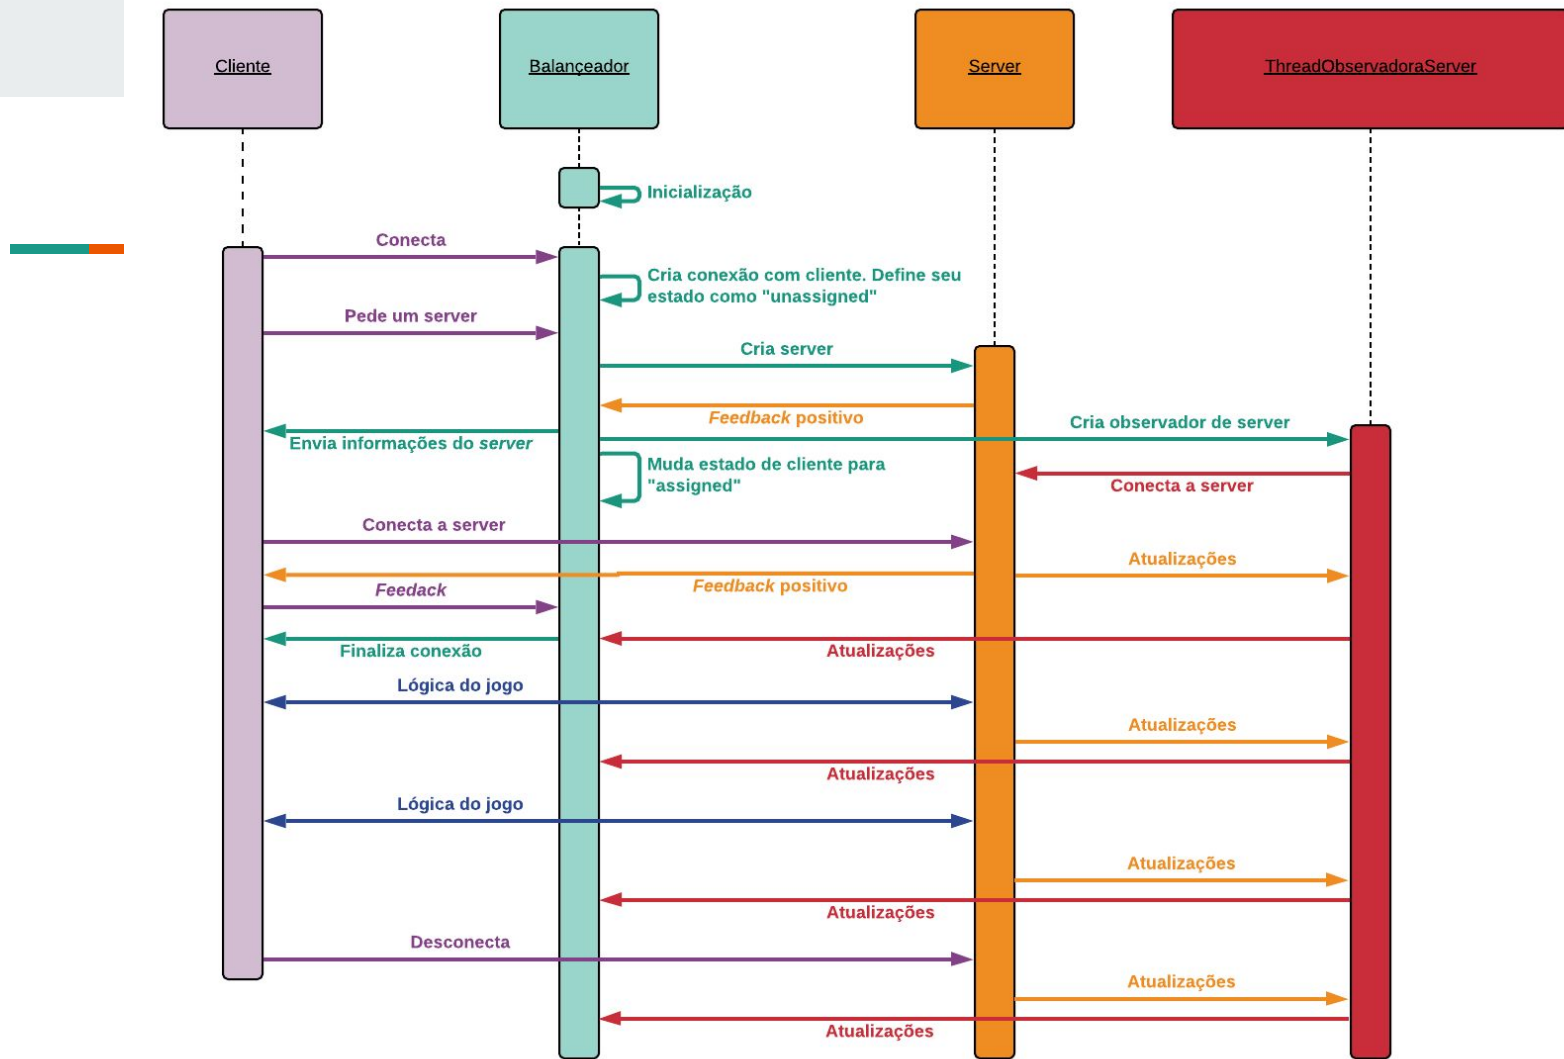 Cliente
Balançeador
Server
ThreadObservadoraServer
Inicialização
Conecta
Cria conexão com cliente. Define seu
estado como "unassigned"
Pede um server
Cria server
Feedback positivo
Cria observador de server
Envia informações do server
Muda estado de cliente para
"assigned"
Conecta a server
Conecta a server
Atualizações
Feedback positivo
Feedack
Finaliza conexão
Atualizações
Lógica do jogo
Atualizações
Atualizações
Lógica do jogo
Atualizações
Atualizações
Desconecta
Atualizações
Atualizações